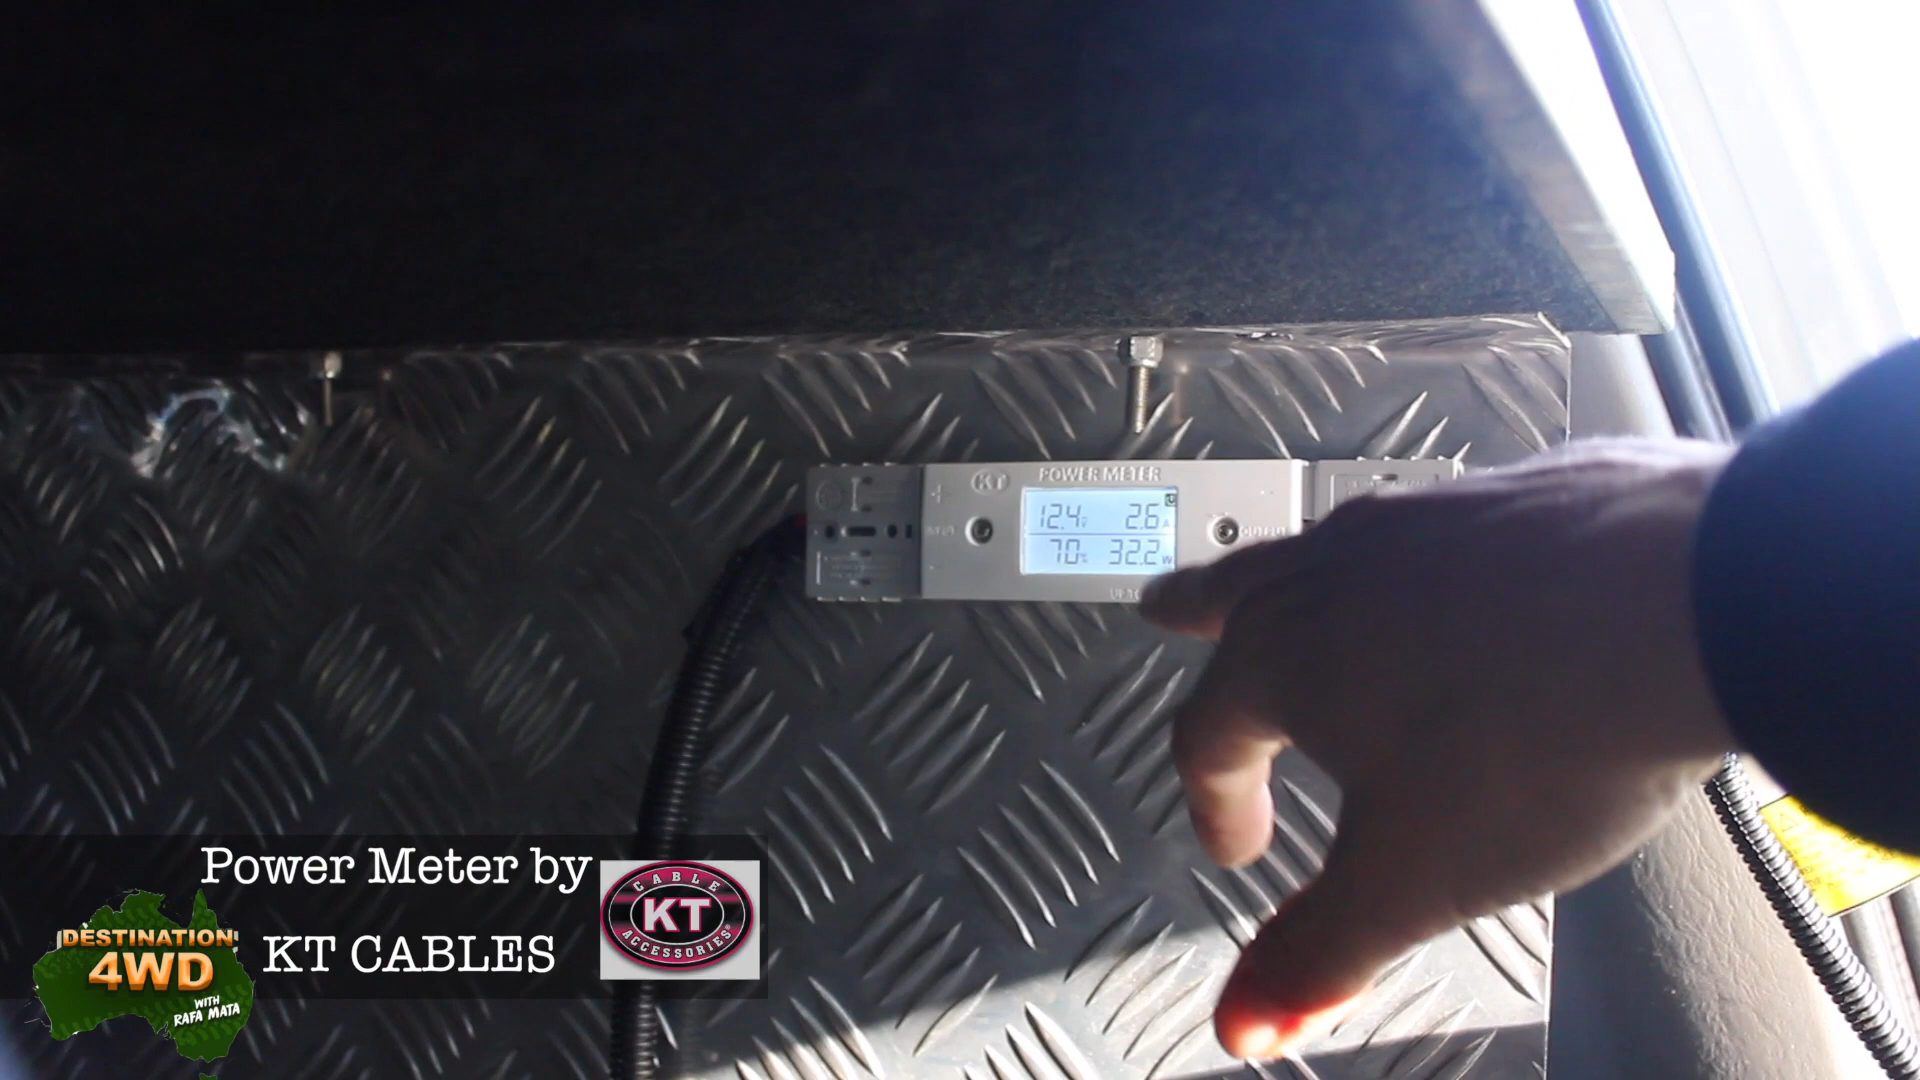 KT POWER METER
+
12.4V 2.6A
OUTPUT
70% 32.2W
Power Meter by
KT CABLES
CABLE
KT
ACCESSORIES
DESTINATION
4WD
WITH
RAFA MATA